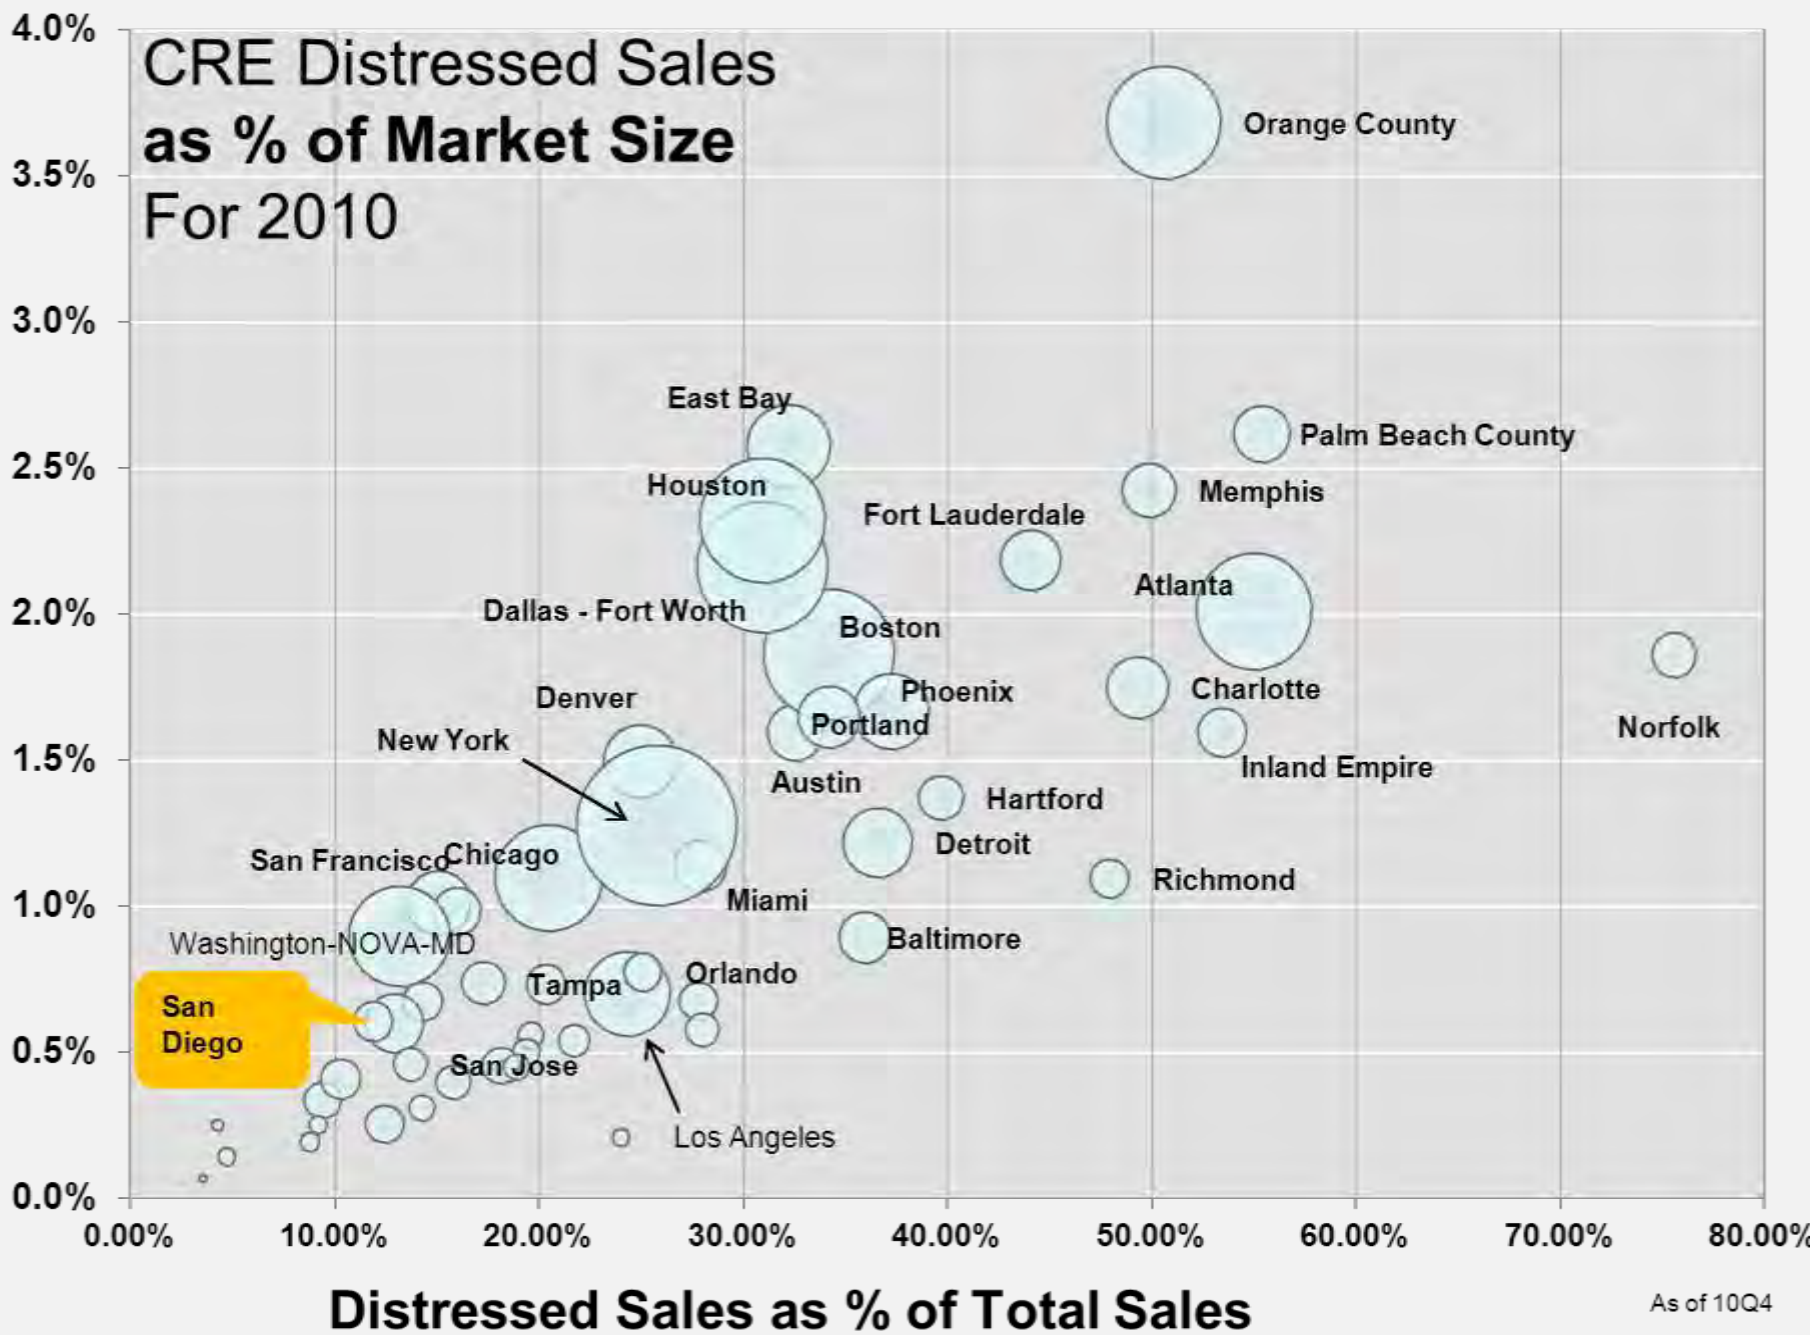 4.0%
CRE Distressed Sales
as % of Market Size
For 2010
3.5%
3.0%
2.5%
2.0%
1.5%
1.0%
0.5%
0.0%
Orange County
East Bay
Palm Beach County
Houston
Memphis
Fort Lauderdale
Atlanta
Dallas - Fort Worth
Boston
Charlotte
Phoenix
Denver
Portland
Norfolk
New York
Inland Empire
Austin
Hartford
Detroit
San Francisco
Chicago
Richmond
Miami
Baltimore
Washington-NOVA-MD
Orlando
Tampa
San
Diego
San Jose
Los Angeles
0.00%
10.00%
20.00%
30.00%
40.00%
50.00%
60.00%
70.00%
80.00%
Distressed Sales as % of Total Sales
As of 10Q4